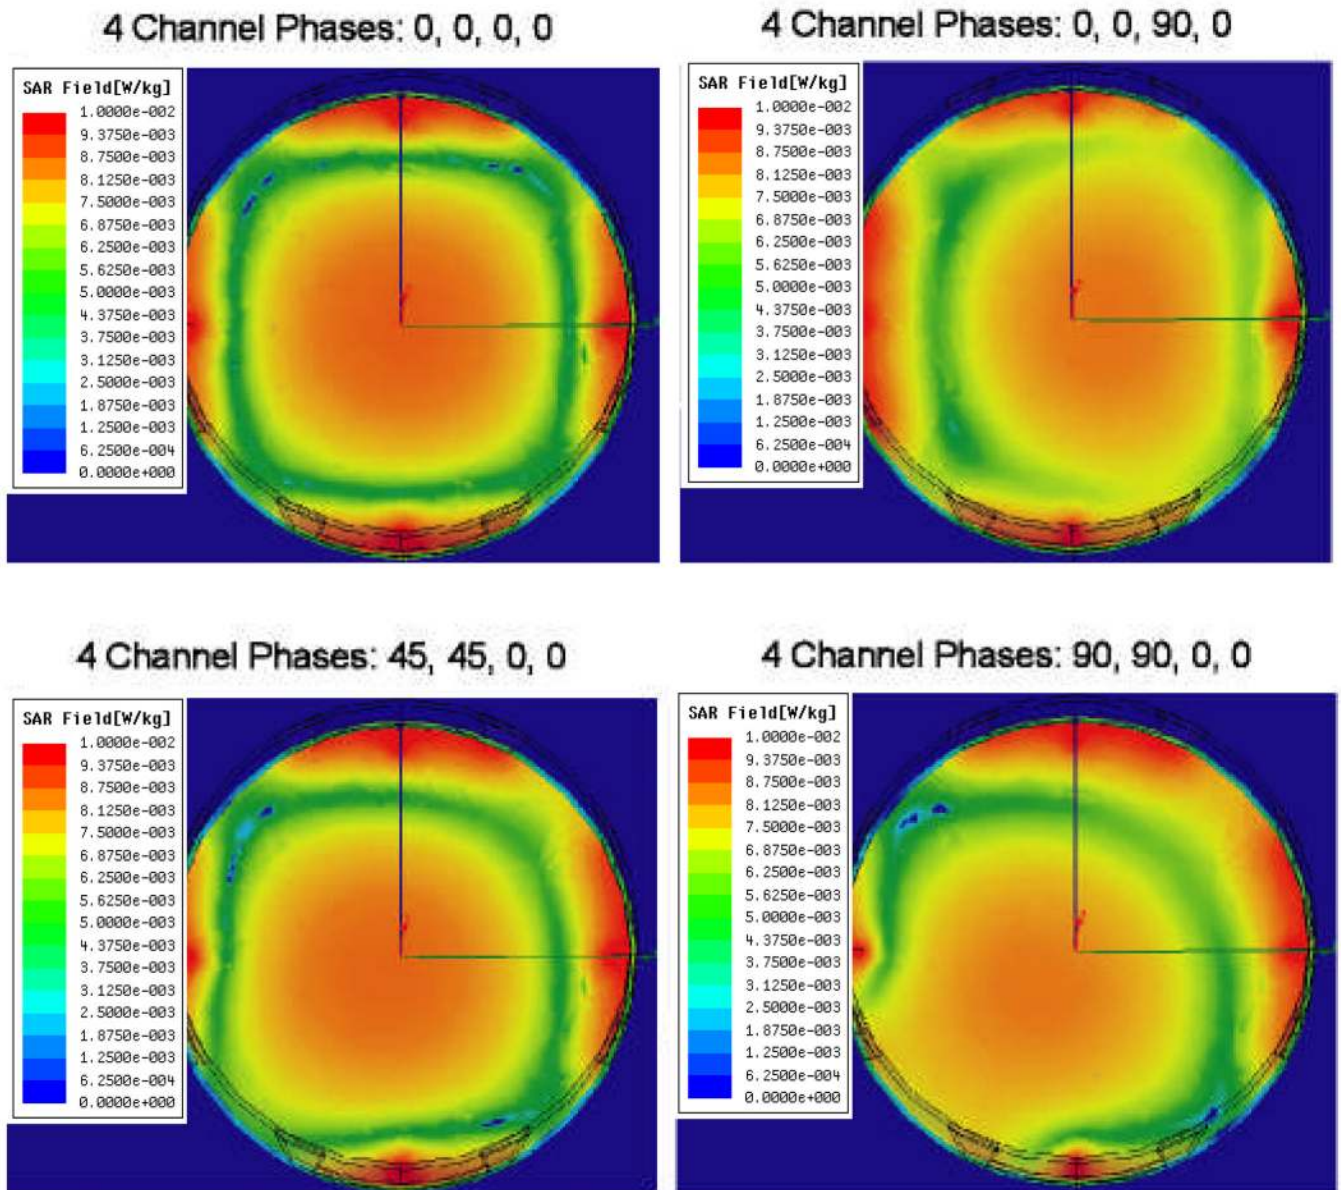 4 Channel Phases: 0, 0, 0, 0
SAR Field[W/kg]
1.0000e-002
9.3750e-003
8.7500e-003
8.1250e-003
7.5000e-003
6.8750e-003
6.2500e-003
5.6250e-003
5.0000e-003
4.3750e-003
3.7500e-003
3.1250e-003
2.5000e-003
1.8750e-003
1.2500e-003
6.2500e-004
0.0000e+000
4 Channel Phases: 0, 0, 90, 0
SAR Field[W/kg]
1.0000e-002
9.3750e-003
8.7500e-003
8.1250e-003
7.5000e-003
6.8750e-003
6.2500e-003
5.6250e-003
5.0000e-003
4.3750e-003
3.7500e-003
3.1250e-003
2.5000e-003
1.8750e-003
1.2500e-003
6.2500e-004
0.0000e+000
4 Channel Phases: 45, 45, 0, 0
SAR Field[W/kg]
1.0000e-002
9.3750e-003
8.7500e-003
8.1250e-003
7.5000e-003
6.8750e-003
6.2500e-003
5.6250e-003
5.0000e-003
4.3750e-003
3.7500e-003
3.1250e-003
2.5000e-003
1.8750e-003
1.2500e-003
6.2500e-004
0.0000e+000
4 Channel Phases: 90, 90, 0, 0
SAR Field[W/kg]
1.0000e-002
9.3750e-003
8.7500e-003
8.1250e-003
7.5000e-003
6.8750e-003
6.2500e-003
5.6250e-003
5.0000e-003
4.3750e-003
3.7500e-003
3.1250e-003
2.5000e-003
1.8750e-003
1.2500e-003
6.2500e-004
0.0000e+000